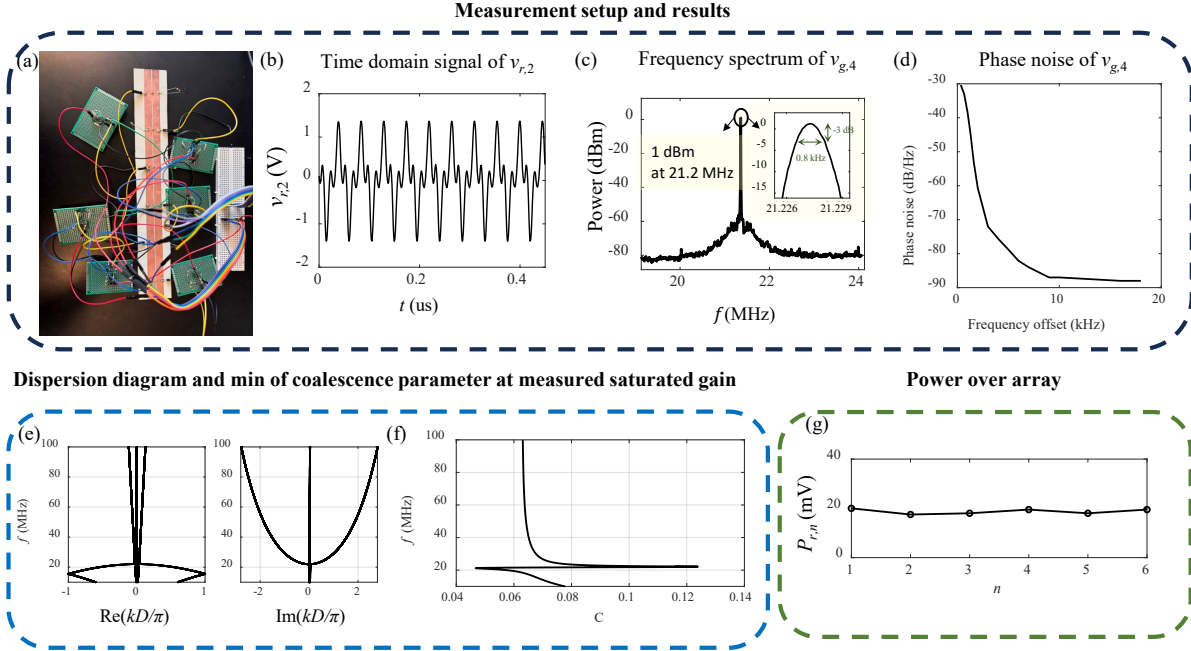 Measurement setup and results
(a)
(b)
Time domain signal of v_{r,2}
2
1
0
-1
-2
v_{r,2} (V)
0
0.2
0.4
t (us)
(c)
Frequency spectrum of v_{g,4}
0
-20
-40
-60
-80
Power (dBm)
1 dBm
at 21.2 MHz
0
-5
-10
-15
-3 dB
0.8 kHz
21.226
21.229
20
22
24
f (MHz)
(d)
Phase noise of v_{g,4}
-30
-40
-50
-60
-70
-80
-90
Phase noise (dB/Hz)
0
10
20
Frequency offset (kHz)
Dispersion diagram and min of coalescence parameter at measured saturated gain
(e)
100
80
60
40
20
f (MHz)
-1
0
1
Re(kD/π)
100
80
60
40
20
-2
0
2
Im(kD/π)
(f)
100
80
60
40
20
f (MHz)
0.04
0.06
0.08
0.1
0.12
0.14
C
Power over array
(g)
40
20
0
P_{r,n} (mV)
1
2
3
4
5
6
n